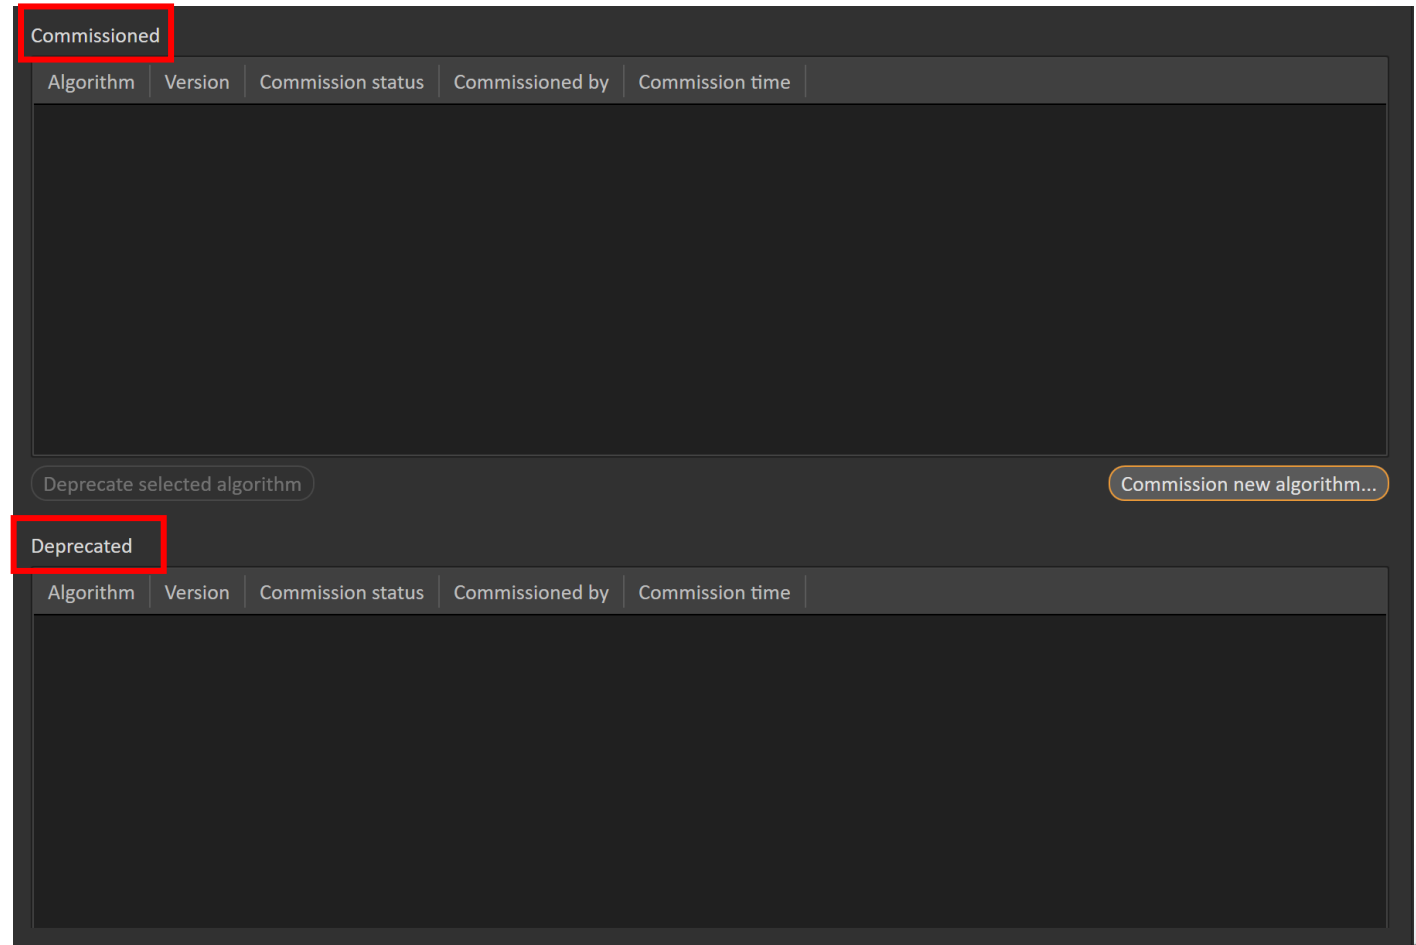 Commissioned
Algorithm Version Commission status Commissioned by Commission time
Deprecate selected algorithm Commission new algorithm...
Deprecated
Algorithm Version Commission status Commissioned by Commission time